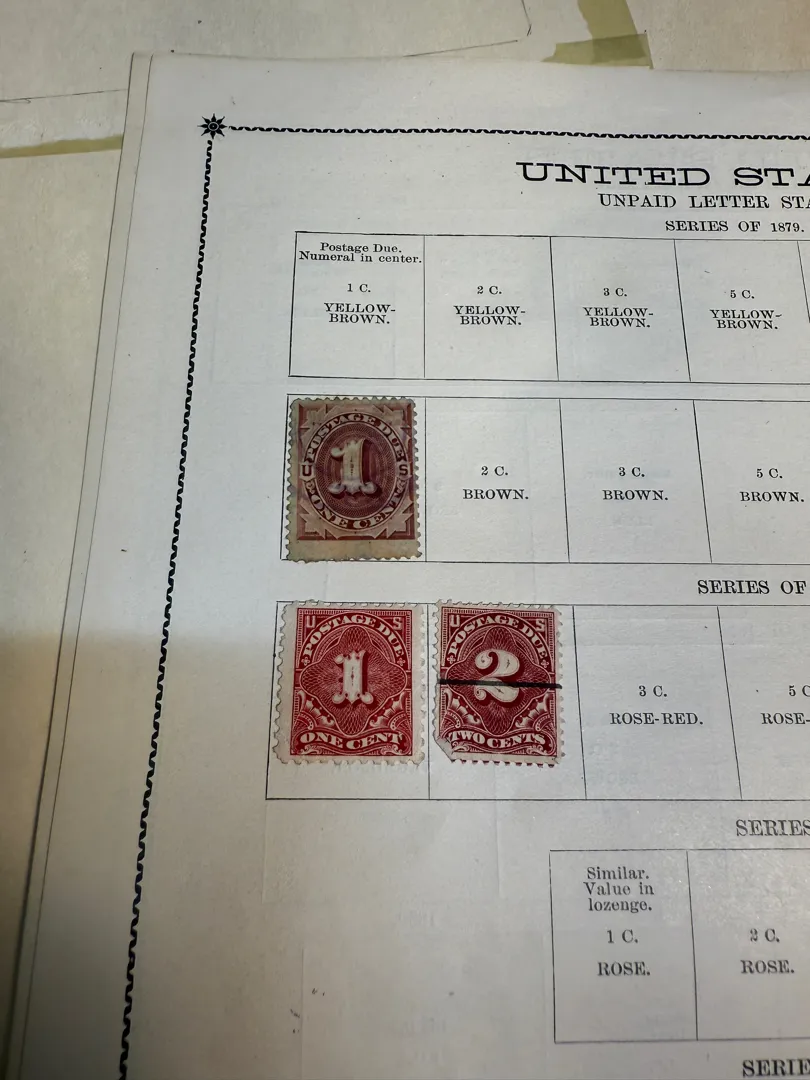 UNITED STA
UNPAID LETTER STA
SERIES OF 1879.
Postage Due.
Numeral in center.
1 C.
YELLOW-
BROWN.
2 C.
YELLOW-
BROWN.
3 C.
YELLOW-
BROWN.
5 C.
YELLOW-
BROWN.
POSTAGE DUE
U 1 S
ONE CENT
2 C.
BROWN.
3 C.
BROWN.
5 C.
BROWN.
SERIES OF
U S
POSTAGE DUE
1
ONE CENT
U S
POSTAGE DUE
2
TWO CENTS
3 C.
ROSE-RED.
5 C
ROSE-
SERIES
Similar.
Value in
lozenge.
1 C.
ROSE.
2 C.
ROSE.
SERIE